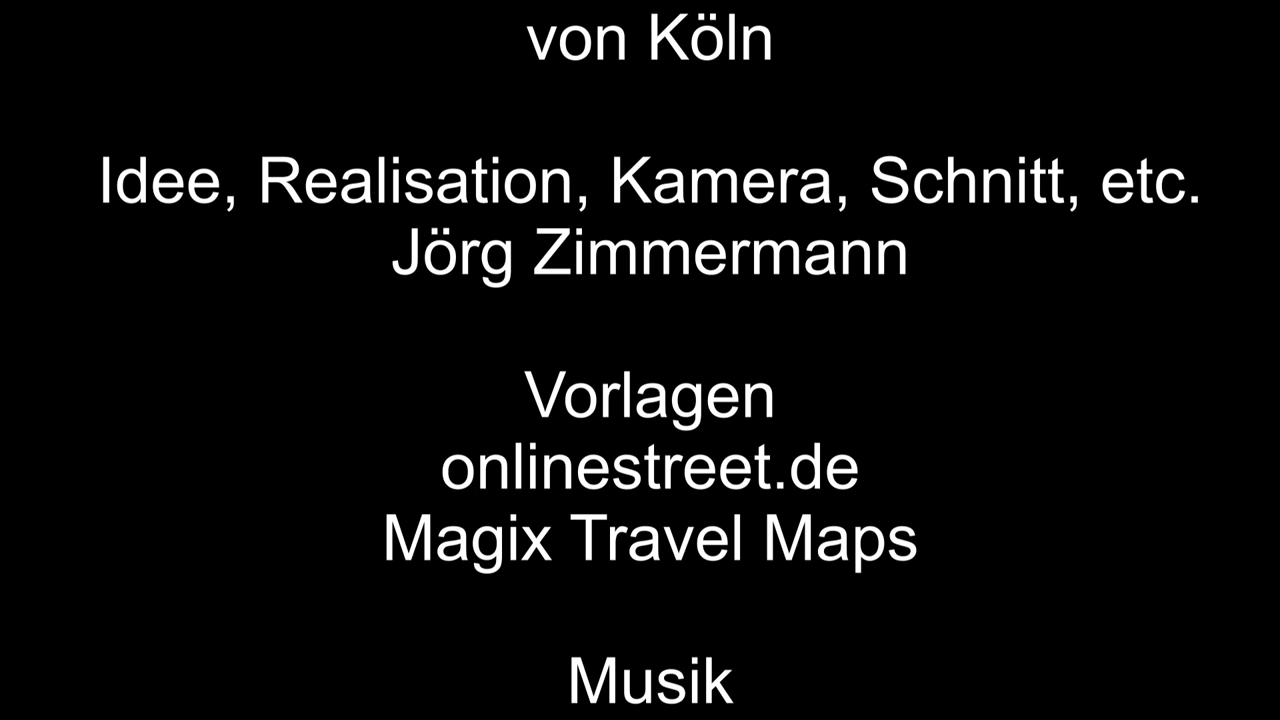 von Köln
Idee, Realisation, Kamera, Schnitt, etc.
Jörg Zimmermann
Vorlagen
onlinestreet.de
Magix Travel Maps
Musik